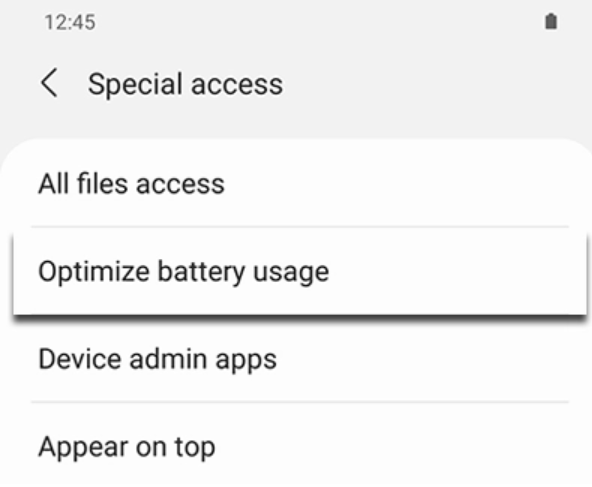 12:45
Special access
All files access
Optimize battery usage
Device admin apps
Appear on top